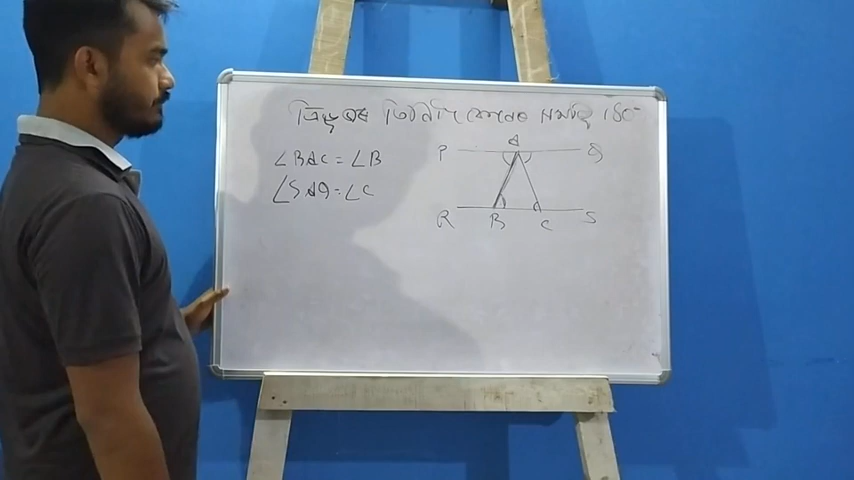 ত্রিভুজের তিনটি কোণের সমষ্টি 180°
∠BAC = ∠B
∠SAQ = ∠C
P A Q
R B C S